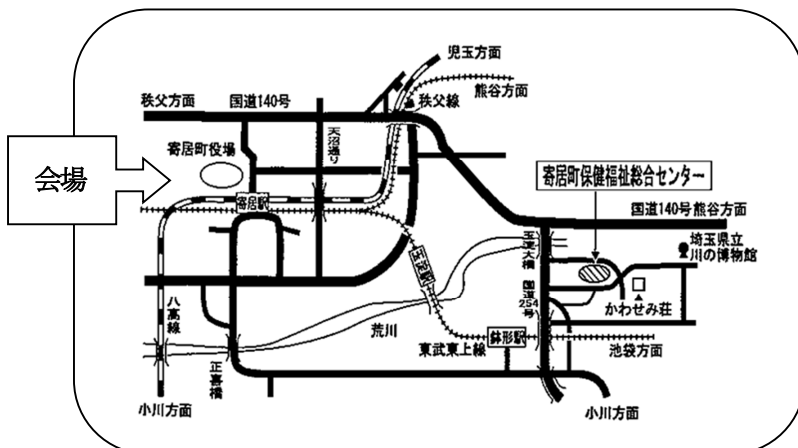 児玉方面
熊谷方面
秩父方面
国道140号
秩父線
天沼通り
寄居町役場
会場
寄居町保健福祉総合センター
寄居駅
国道140号 熊谷方面
玉淀大橋
埼玉県立
川の博物館
玉淀駅
国道254号
かわせみ荘
八高線
荒川
鉢形駅
東武東上線
池袋方面
正喜橋
小川方面
小川方面